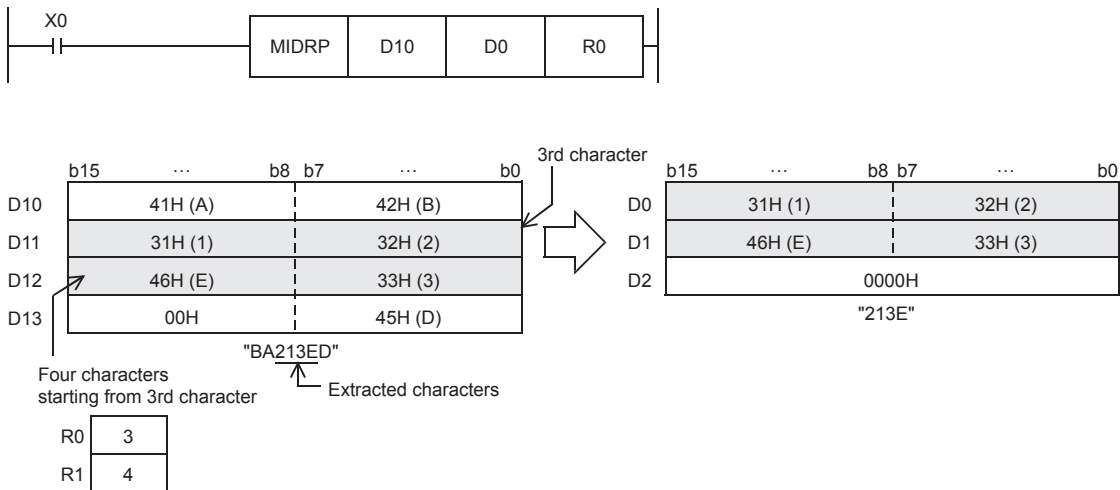 X0
MIDRP D10 D0 R0
3rd character
b15 ... b8 b7 ... b0
D10 41H (A) 42H (B)
D11 31H (1) 32H (2)
D12 46H (E) 33H (3)
D13 00H 45H (D)
"BA213ED"
Four characters
starting from 3rd character
Extracted characters
R0 3
R1 4
b15 ... b8 b7 ... b0
D0 31H (1) 32H (2)
D1 46H (E) 33H (3)
D2 0000H
"213E"